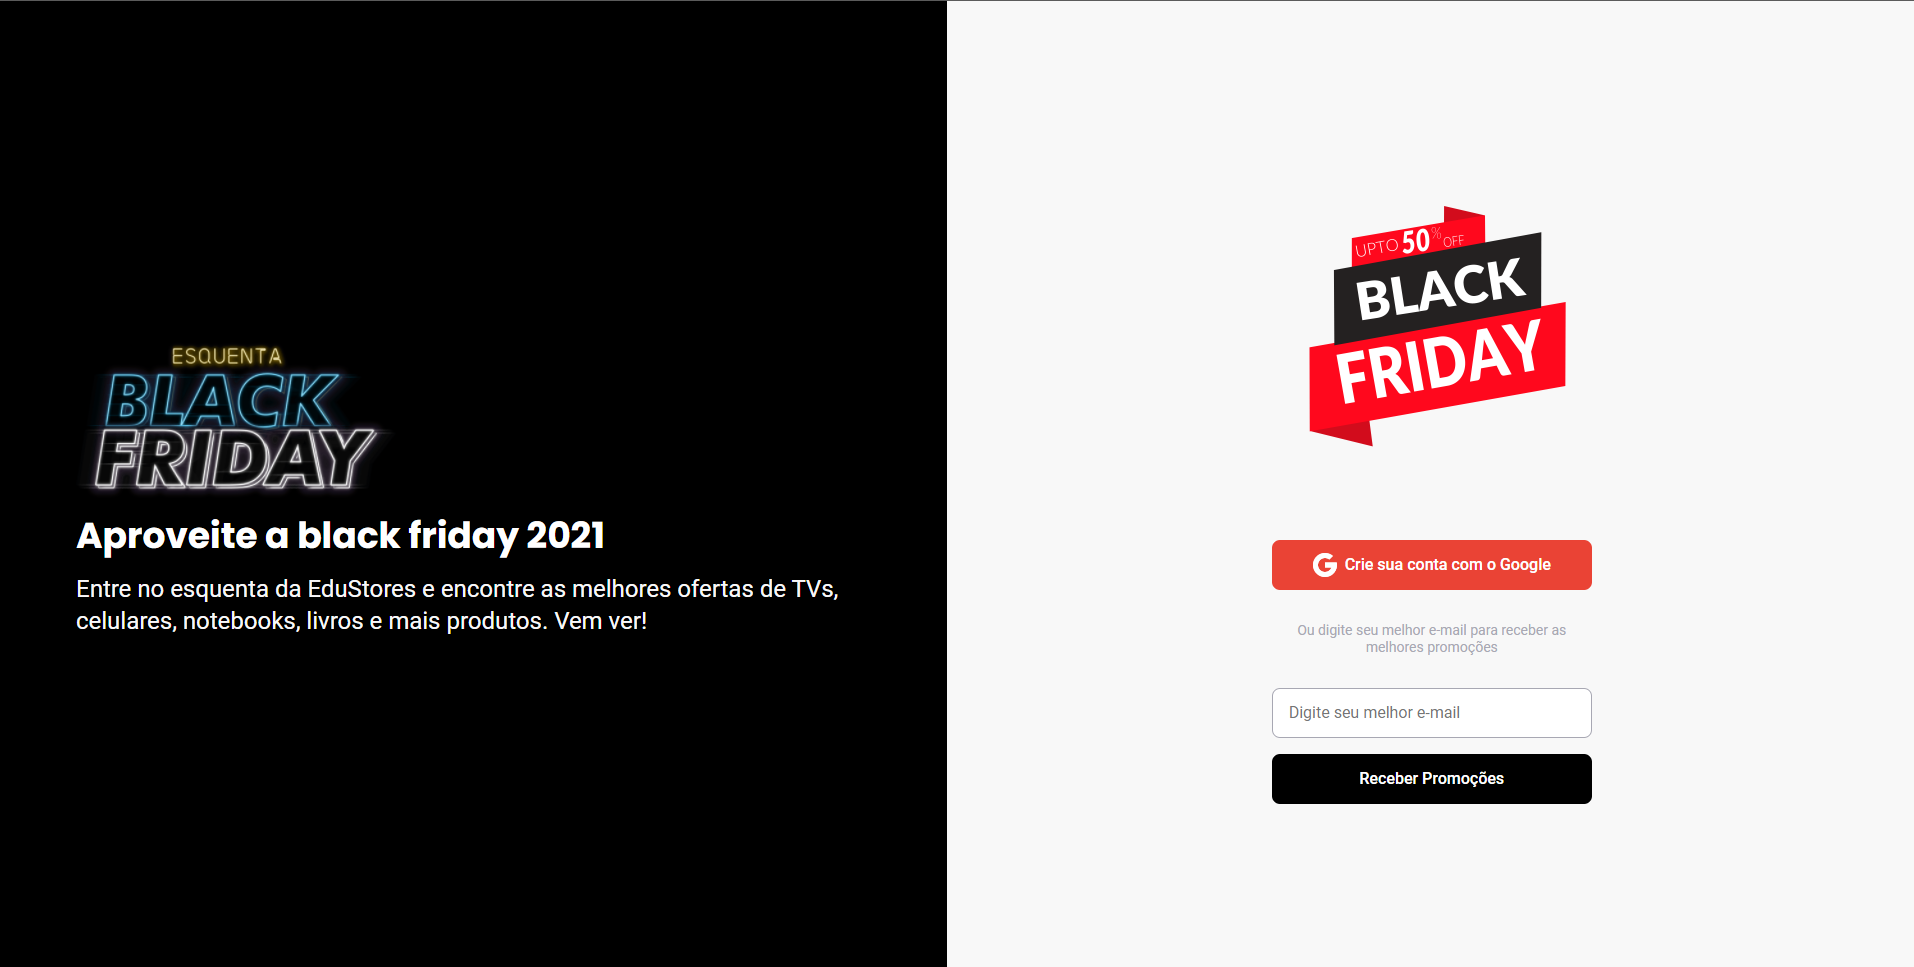 ESQUENTA
BLACK
FRIDAY
Aproveite a black friday 2021
Entre no esquenta da EduStores e encontre as melhores ofertas de TVs,
celulares, notebooks, livros e mais produtos. Vem ver!
UPTO 50% OFF
BLACK
FRIDAY
G Crie sua conta com o Google
Ou digite seu melhor e-mail para receber as
melhores promoções
Digite seu melhor e-mail
Receber Promoções